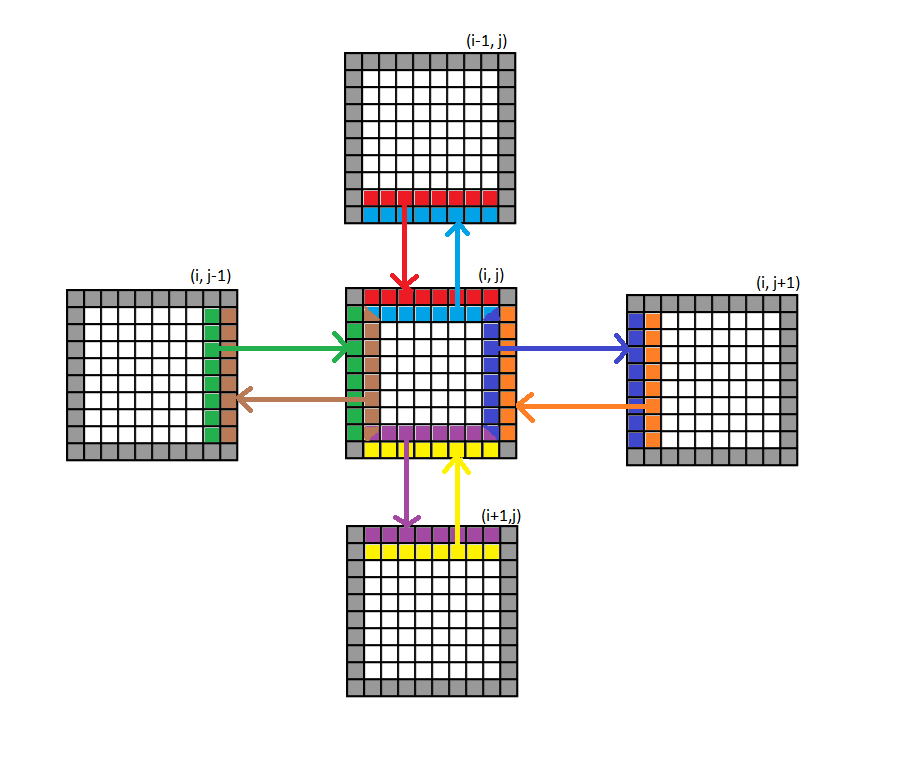 (i-1, j)
(i, j-1)
(i, j)
(i, j+1)
(i+1,j)